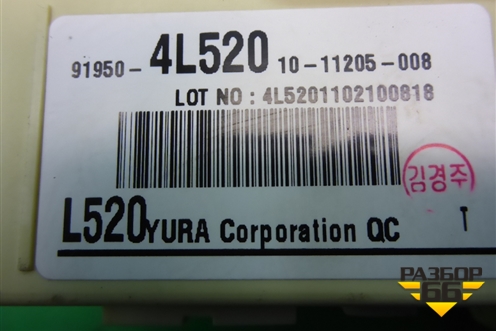 91950- 4L520 10-11205-008
LOT NO : 4L5201102100818
김경주
L520 YURA Corporation QC T
РАЗБОР
66